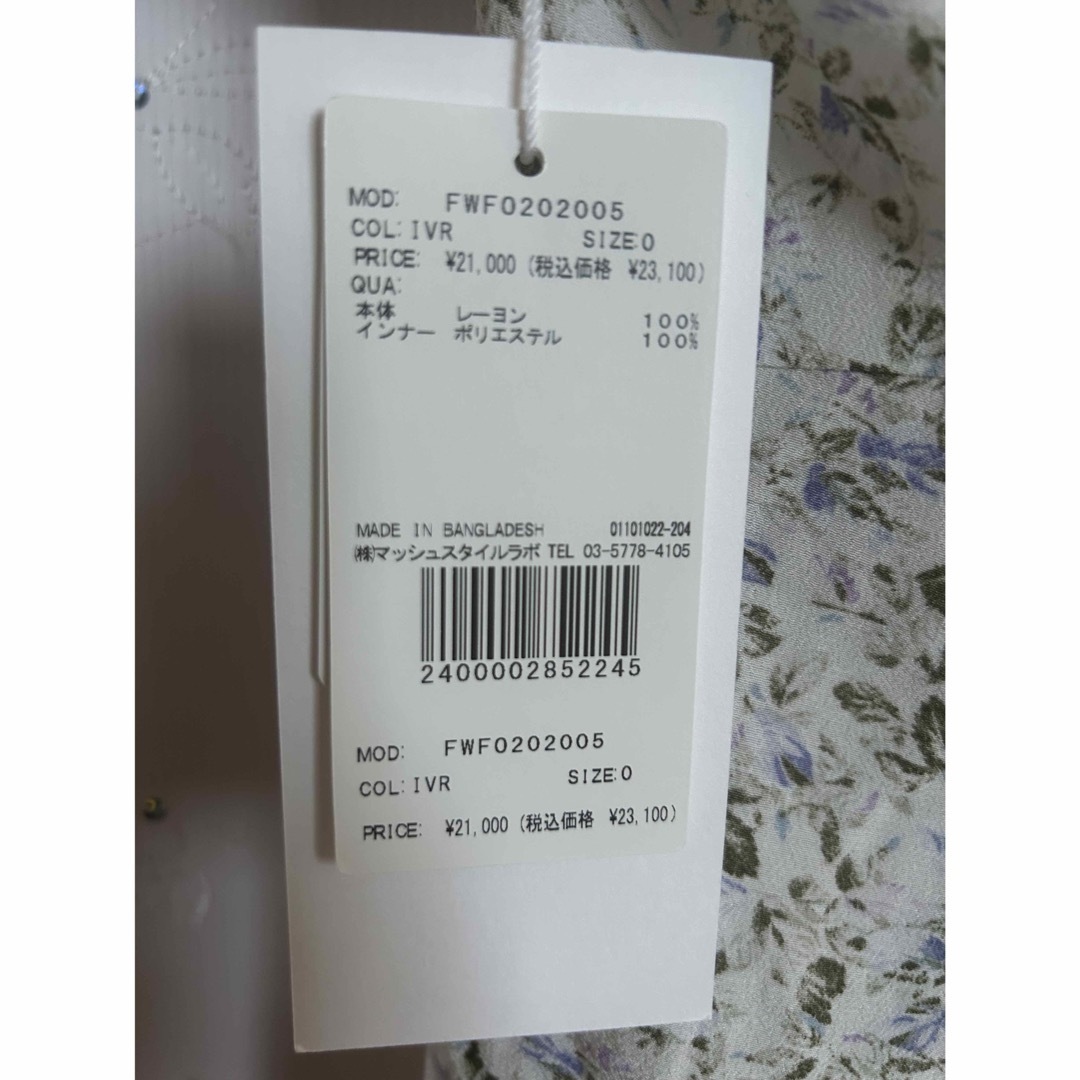 MOD: FWF0202005
COL: IVR SIZE:0
PRICE: ¥21,000 (税込価格 ¥23,100)
QUA:
本体 レーヨン 100%
インナー ポリエステル 100%
MADE IN BANGLADESH 01101022-204
㈱マッシュスタイルラボ TEL 03-5778-4105
2400002852245
MOD: FWF0202005
COL: IVR SIZE:0
PRICE: ¥21,000 (税込価格 ¥23,100)